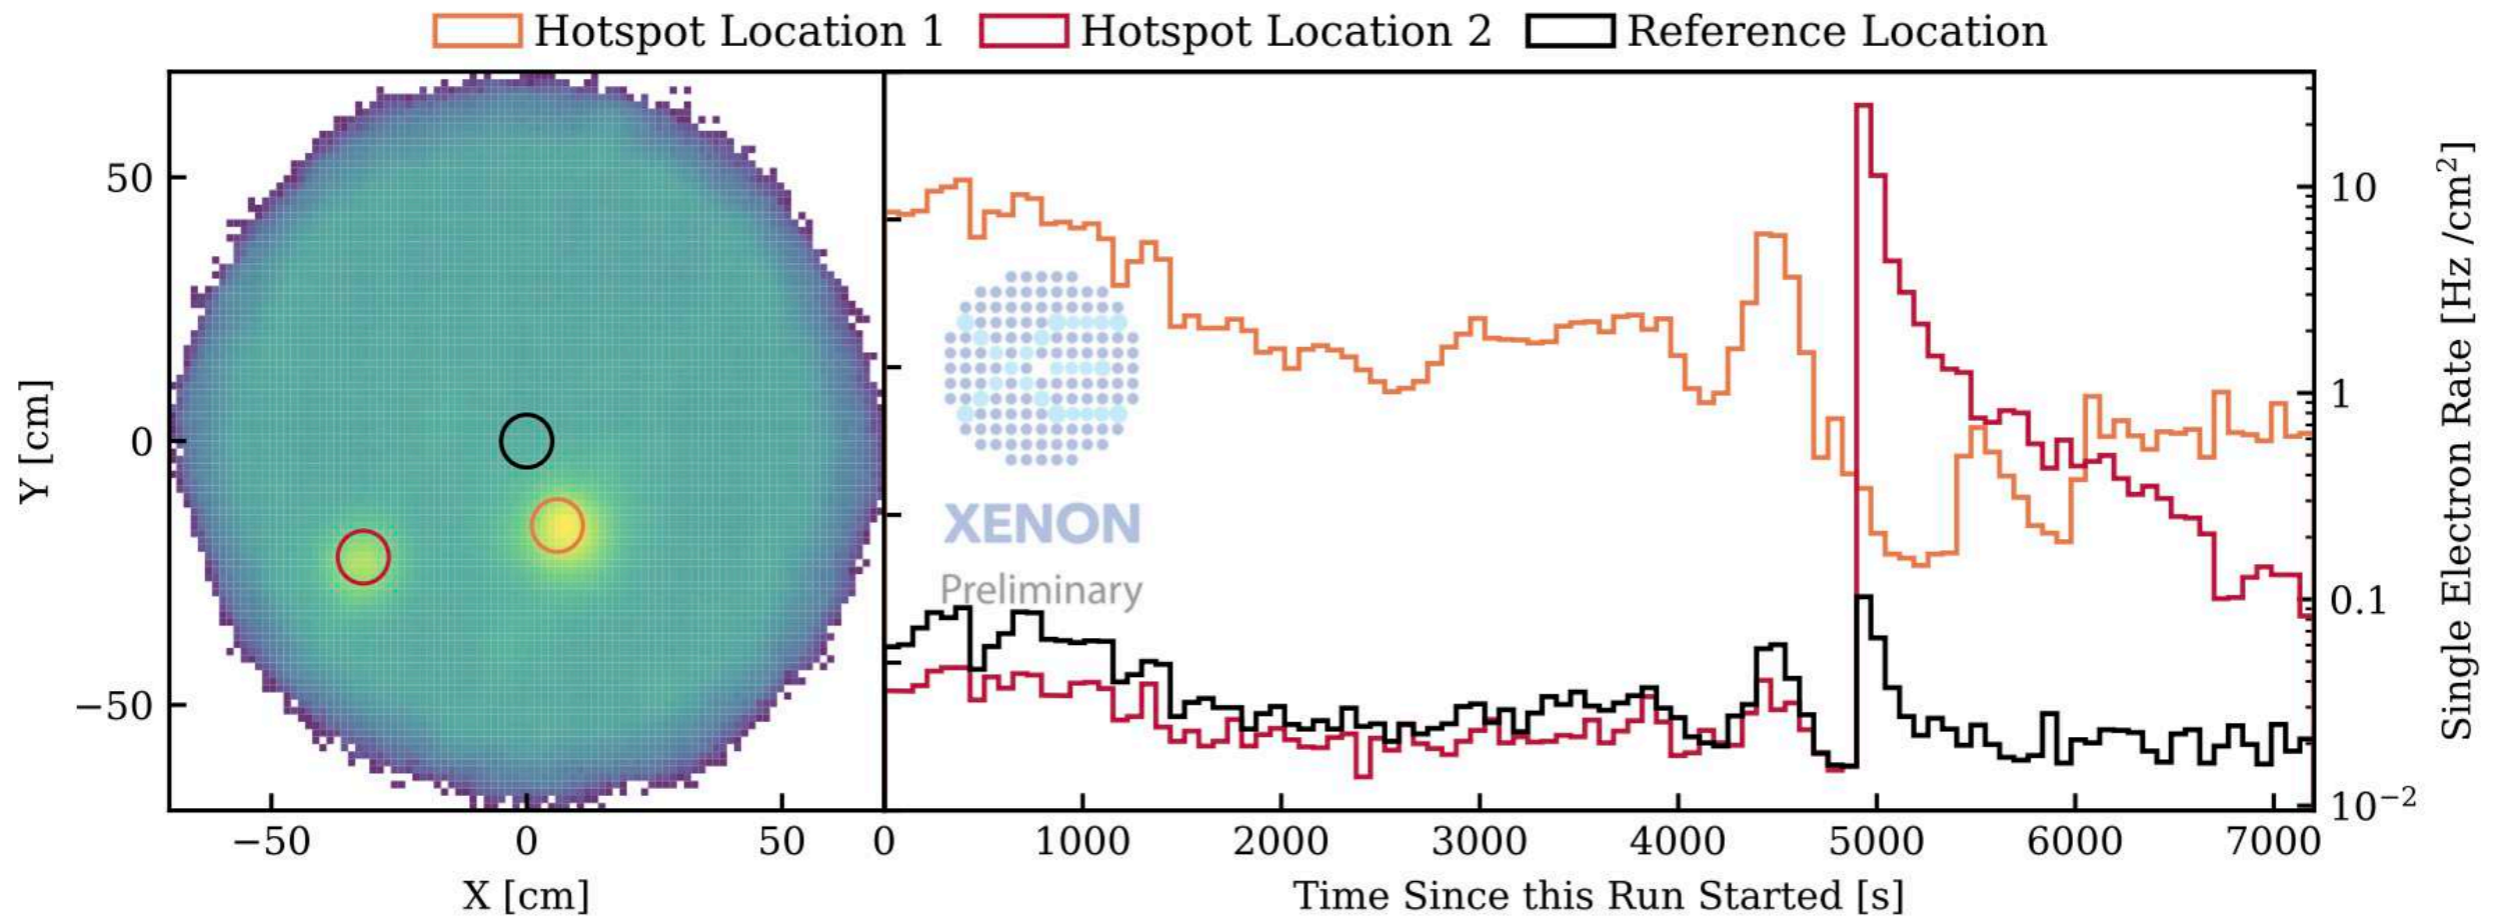 Hotspot Location 1 Hotspot Location 2 Reference Location
Y [cm]
50
0
−50
−50 0 50
X [cm]
XENON
Preliminary
0 1000 2000 3000 4000 5000 6000 7000
Time Since this Run Started [s]
10
1
0.1
10⁻²
Single Electron Rate [Hz /cm²]